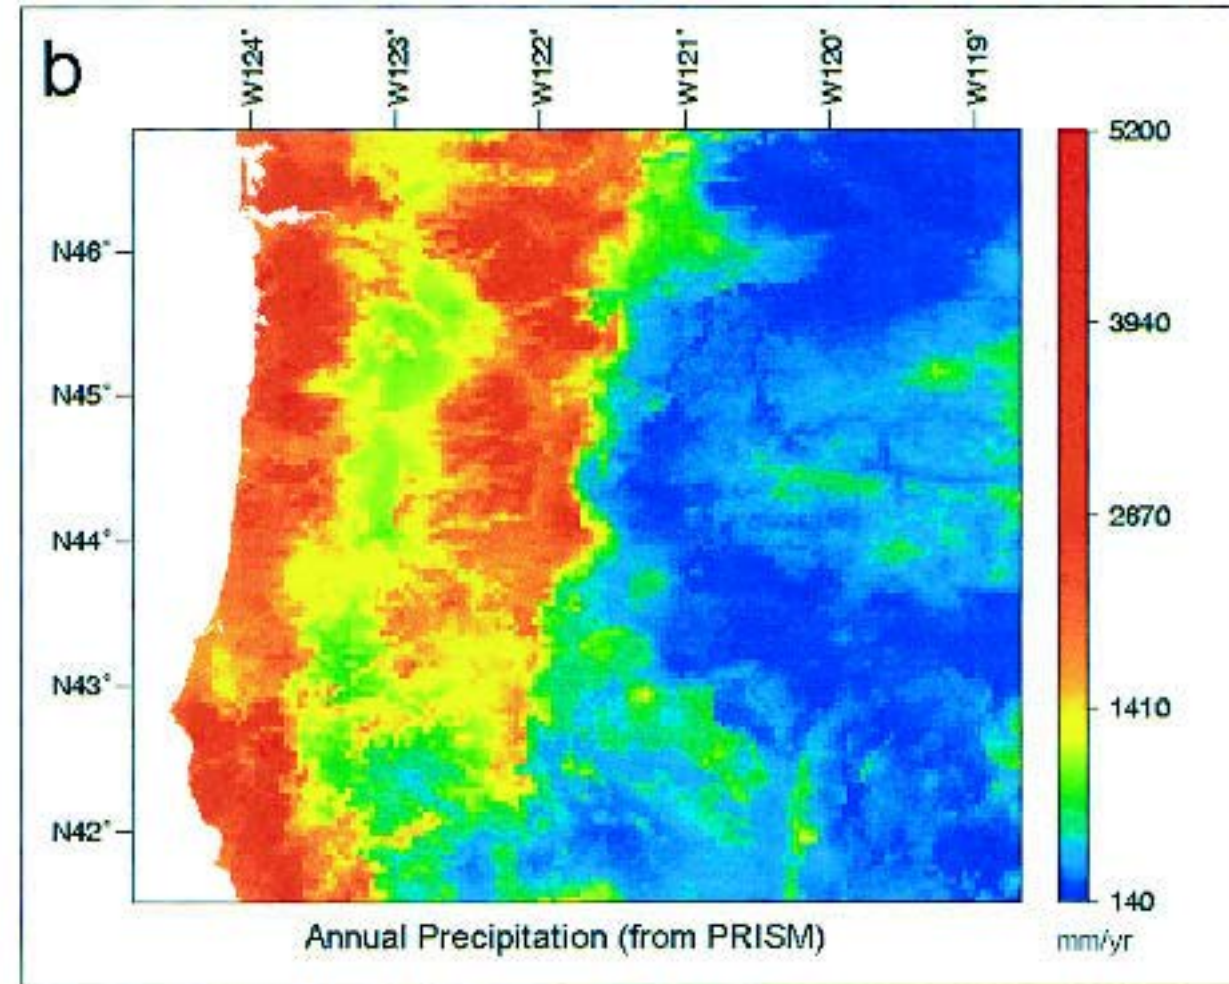 b
W124°
W123°
W122°
W121°
W120°
W119°
5200
3940
2670
1410
140
mm/yr
N46°
N45°
N44°
N43°
N42°
Annual Precipitation (from PRISM)